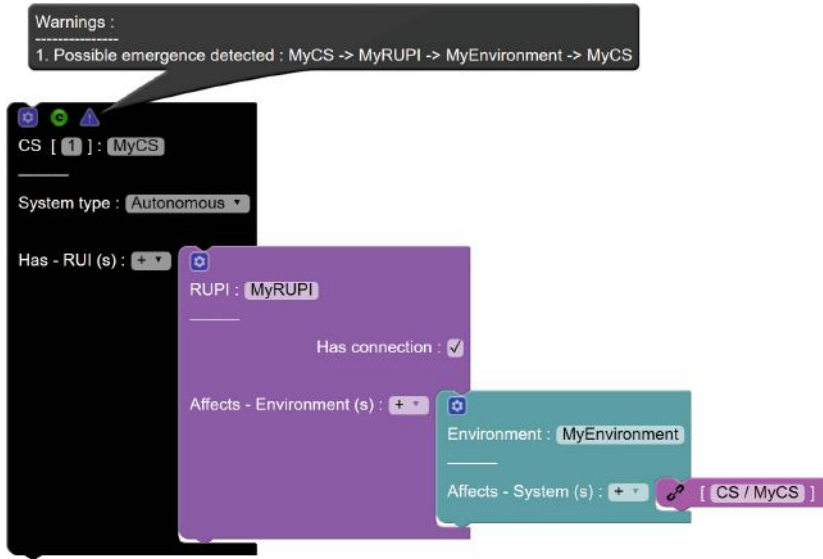 Warnings :
---------------
1. Possible emergence detected : MyCS -> MyRUPI -> MyEnvironment -> MyCS
CS [ 1 ] : MyCS
System type : Autonomous
Has - RUI (s) : +
RUPI : MyRUPI
Has connection :
Affects - Environment (s) : +
Environment : MyEnvironment
Affects - System (s) : + [ CS / MyCS ]